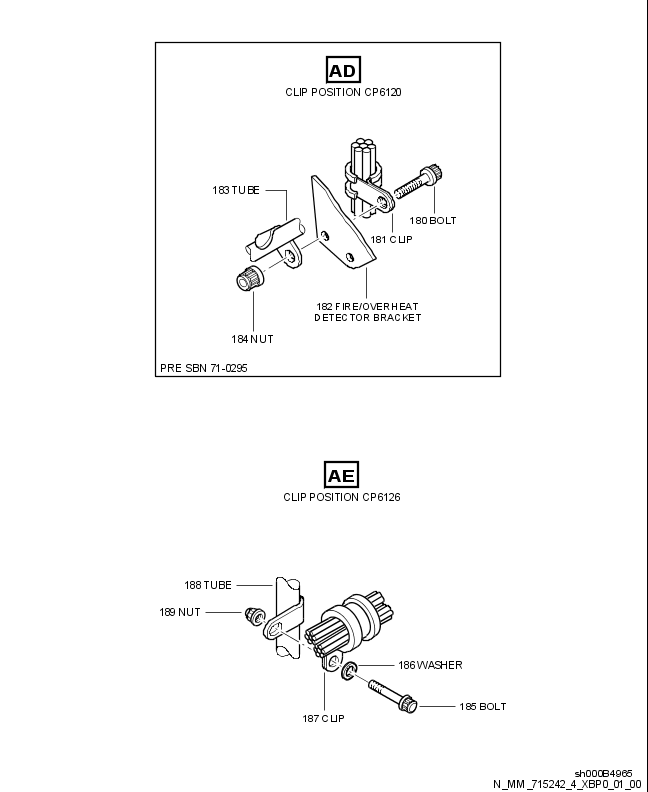 AD
CLIP POSITION CP6120
183 TUBE
180 BOLT
181 CLIP
182 FIRE/OVERHEAT
DETECTOR BRACKET
184 NUT
PRE SBN 71-0295
AE
CLIP POSITION CP6126
188 TUBE
189 NUT
186 WASHER
185 BOLT
187 CLIP
sh000B4965
N_MM_715242_4_XBP0_01_00